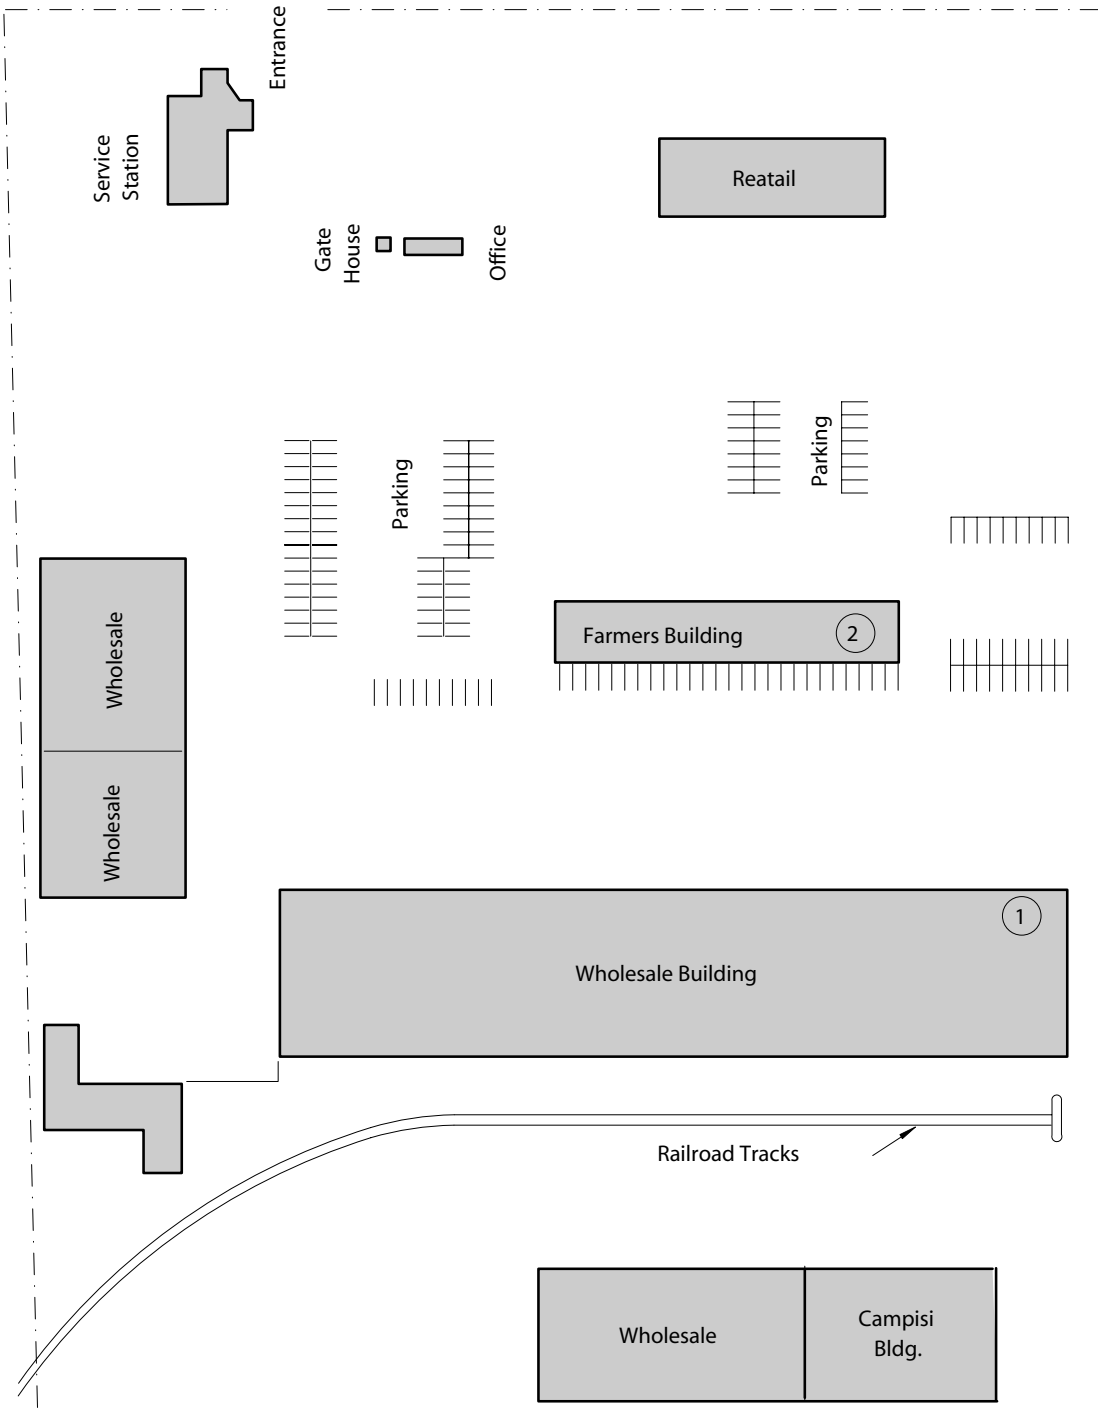 Entrance
Service
Station
Reatail
Gate
House
Office
Parking
Parking
Farmers Building
2
Wholesale
Wholesale
1
Wholesale Building
Railroad Tracks
Wholesale
Campisi
Bldg.